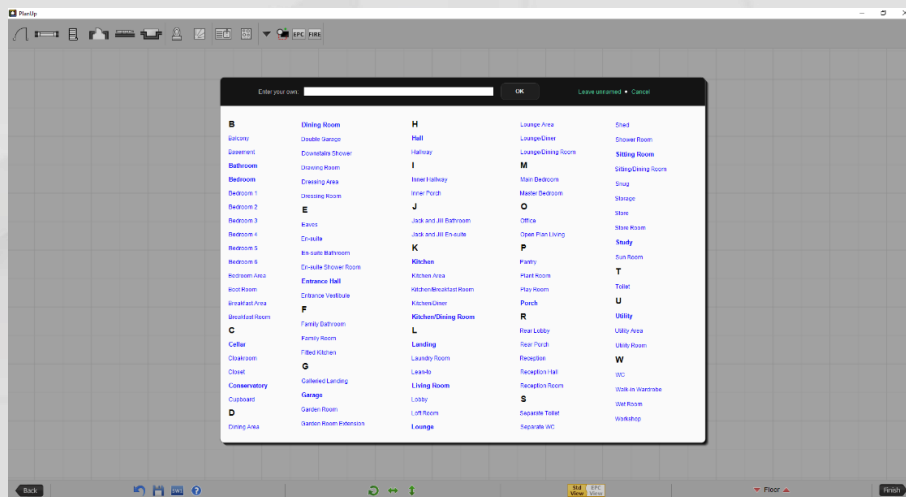 PlanUp
EPC FIRE
Enter your own:
OK
Leave unnamed • Cancel
B
Balcony
Basement
Bathroom
Bedroom
Bedroom 1
Bedroom 2
Bedroom 3
Bedroom 4
Bedroom 5
Bedroom 6
Bedroom Area
Boot Room
Breakfast Area
Breakfast Room
C
Cellar
Cloakroom
Closet
Conservatory
Cupboard
D
Dining Area
Dining Room
Double Garage
Downstairs Shower
Drawing Room
Dressing Area
Dressing Room
E
Eaves
En-suite
En-suite Bathroom
En-suite Shower Room
Entrance Hall
Entrance Vestibule
F
Family Bathroom
Family Room
Fitted Kitchen
G
Galleried Landing
Garage
Garden Room
Garden Room Extension
H
Hall
Hallway
I
Inner Hallway
Inner Porch
J
Jack and Jill Bathroom
Jack and Jill En-suite
K
Kitchen
Kitchen Area
Kitchen/Breakfast Room
Kitchen/Diner
Kitchen/Dining Room
L
Landing
Laundry Room
Lean-to
Living Room
Lobby
Loft Room
Lounge
Lounge Area
Lounge/Diner
Lounge/Dining Room
M
Main Bedroom
Master Bedroom
O
Office
Open Plan Living
P
Pantry
Plant Room
Play Room
Porch
R
Rear Lobby
Rear Porch
Reception
Reception Hall
Reception Room
S
Separate Toilet
Separate WC
Shed
Shower Room
Sitting Room
Sitting/Dining Room
Snug
Storage
Store
Store Room
Study
Sun Room
T
Toilet
U
Utility
Utility Area
Utility Room
W
WC
Walk-in Wardrobe
Wet Room
Workshop
Back
Std View
EPC View
Floor
Finish